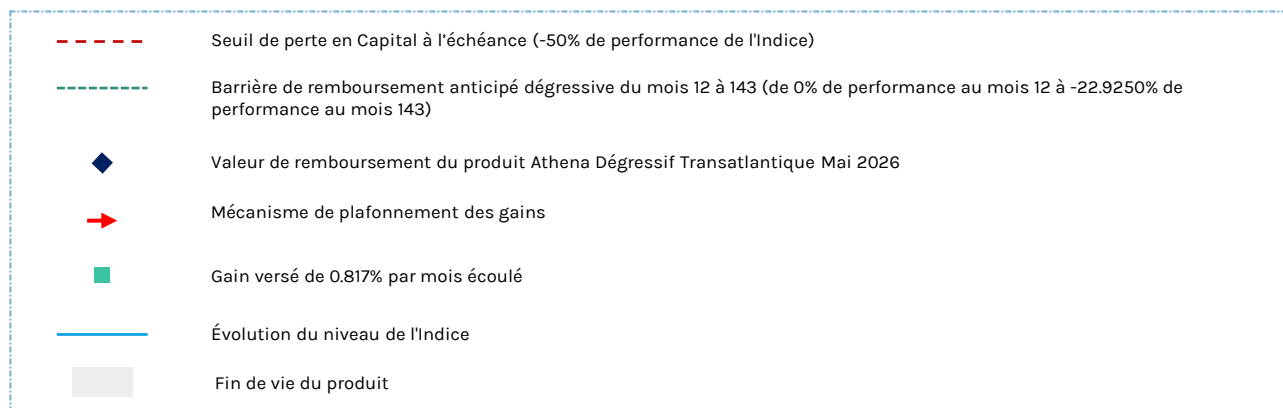 Seuil de perte en Capital à l'échéance (-50% de performance de l'Indice)
Barrière de remboursement anticipé dégressive du mois 12 à 143 (de 0% de performance au mois 12 à -22.9250% de
performance au mois 143)
Valeur de remboursement du produit Athena Dégressif Transatlantique Mai 2026
Mécanisme de plafonnement des gains
Gain versé de 0.817% par mois écoulé
Évolution du niveau de l'Indice
Fin de vie du produit